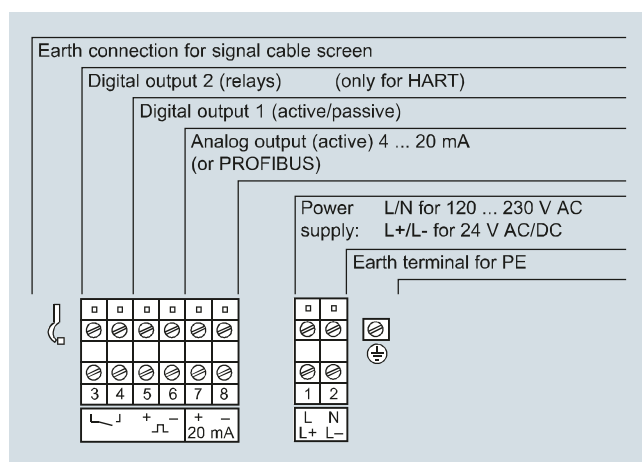 Earth connection for signal cable screen
Digital output 2 (relays) (only for HART)
Digital output 1 (active/passive)
Analog output (active) 4 ... 20 mA
(or PROFIBUS)
Power L/N for 120 ... 230 V AC
supply: L+/L- for 24 V AC/DC
Earth terminal for PE
3 4 5 6 7 8 1 2
+ – + – L N
20 mA L+ L–